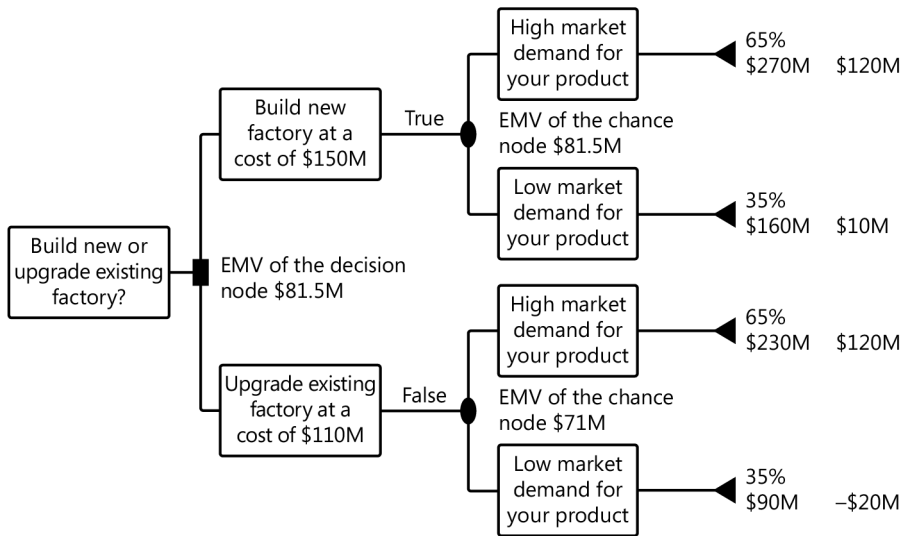 Build new or
upgrade existing
factory?
EMV of the decision
node $81.5M
Build new
factory at a
cost of $150M
True
High market
demand for
your product
65%
$270M $120M
EMV of the chance
node $81.5M
Low market
demand for
your product
35%
$160M $10M
Upgrade existing
factory at a
cost of $110M
False
High market
demand for
your product
65%
$230M $120M
EMV of the chance
node $71M
Low market
demand for
your product
35%
$90M –$20M